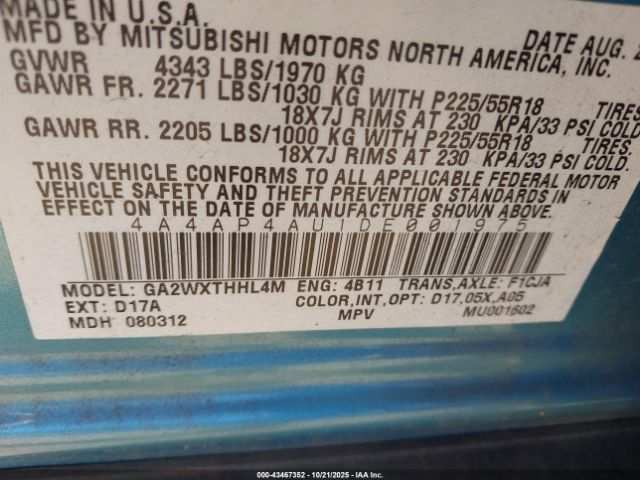 MADE IN U.S.A.
MFD BY MITSUBISHI MOTORS NORTH AMERICA, INC.
DATE AUG. 2
GVWR 4343 LBS/1970 KG
GAWR FR. 2271 LBS/1030 KG WITH P225/55R18 TIRES
18X7J RIMS AT 230 KPA/33 PSI COLD
GAWR RR. 2205 LBS/1000 KG WITH P225/55R18 TIRES
18X7J RIMS AT 230 KPA/33 PSI COLD.
THIS VEHICLE CONFORMS TO ALL APPLICABLE FEDERAL MOTOR
VEHICLE SAFETY AND THEFT PREVENTION STANDARDS IN
EFFECT ON THE DATE OF MANUFACTURE SHOWN ABOVE.
4A4AP4AU1DE001975
MODEL: GA2WXTHHL4M ENG: 4B11 TRANS,AXLE: F1CJA
EXT: D17A COLOR,INT,OPT: D17,05X,A05
MDH 080312 MPV MU001602
000-43467352 | 10/21/2025 | IAA Inc.